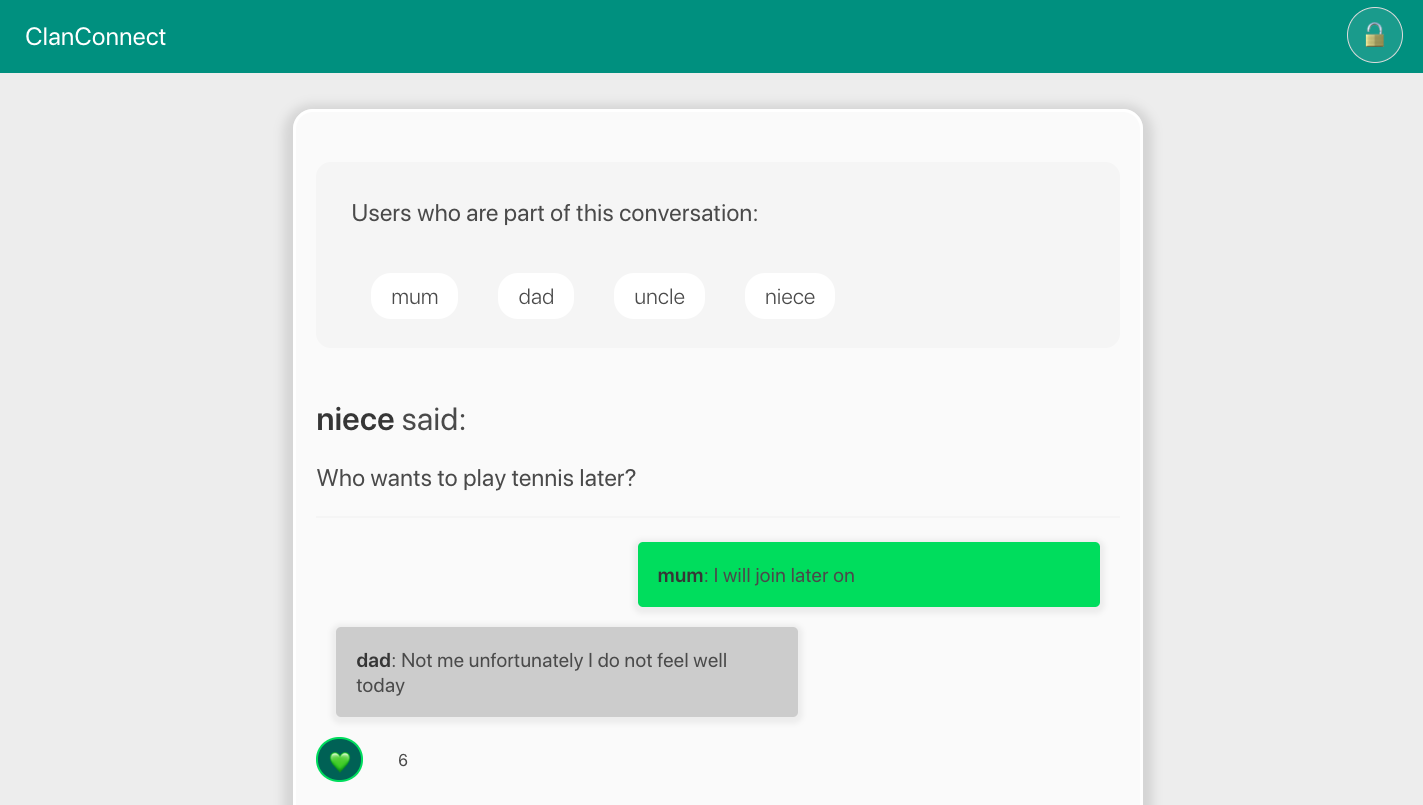 ClanConnect
Users who are part of this conversation:
mum dad uncle niece
niece said:
Who wants to play tennis later?
mum: I will join later on
dad: Not me unfortunately I do not feel well
today
6